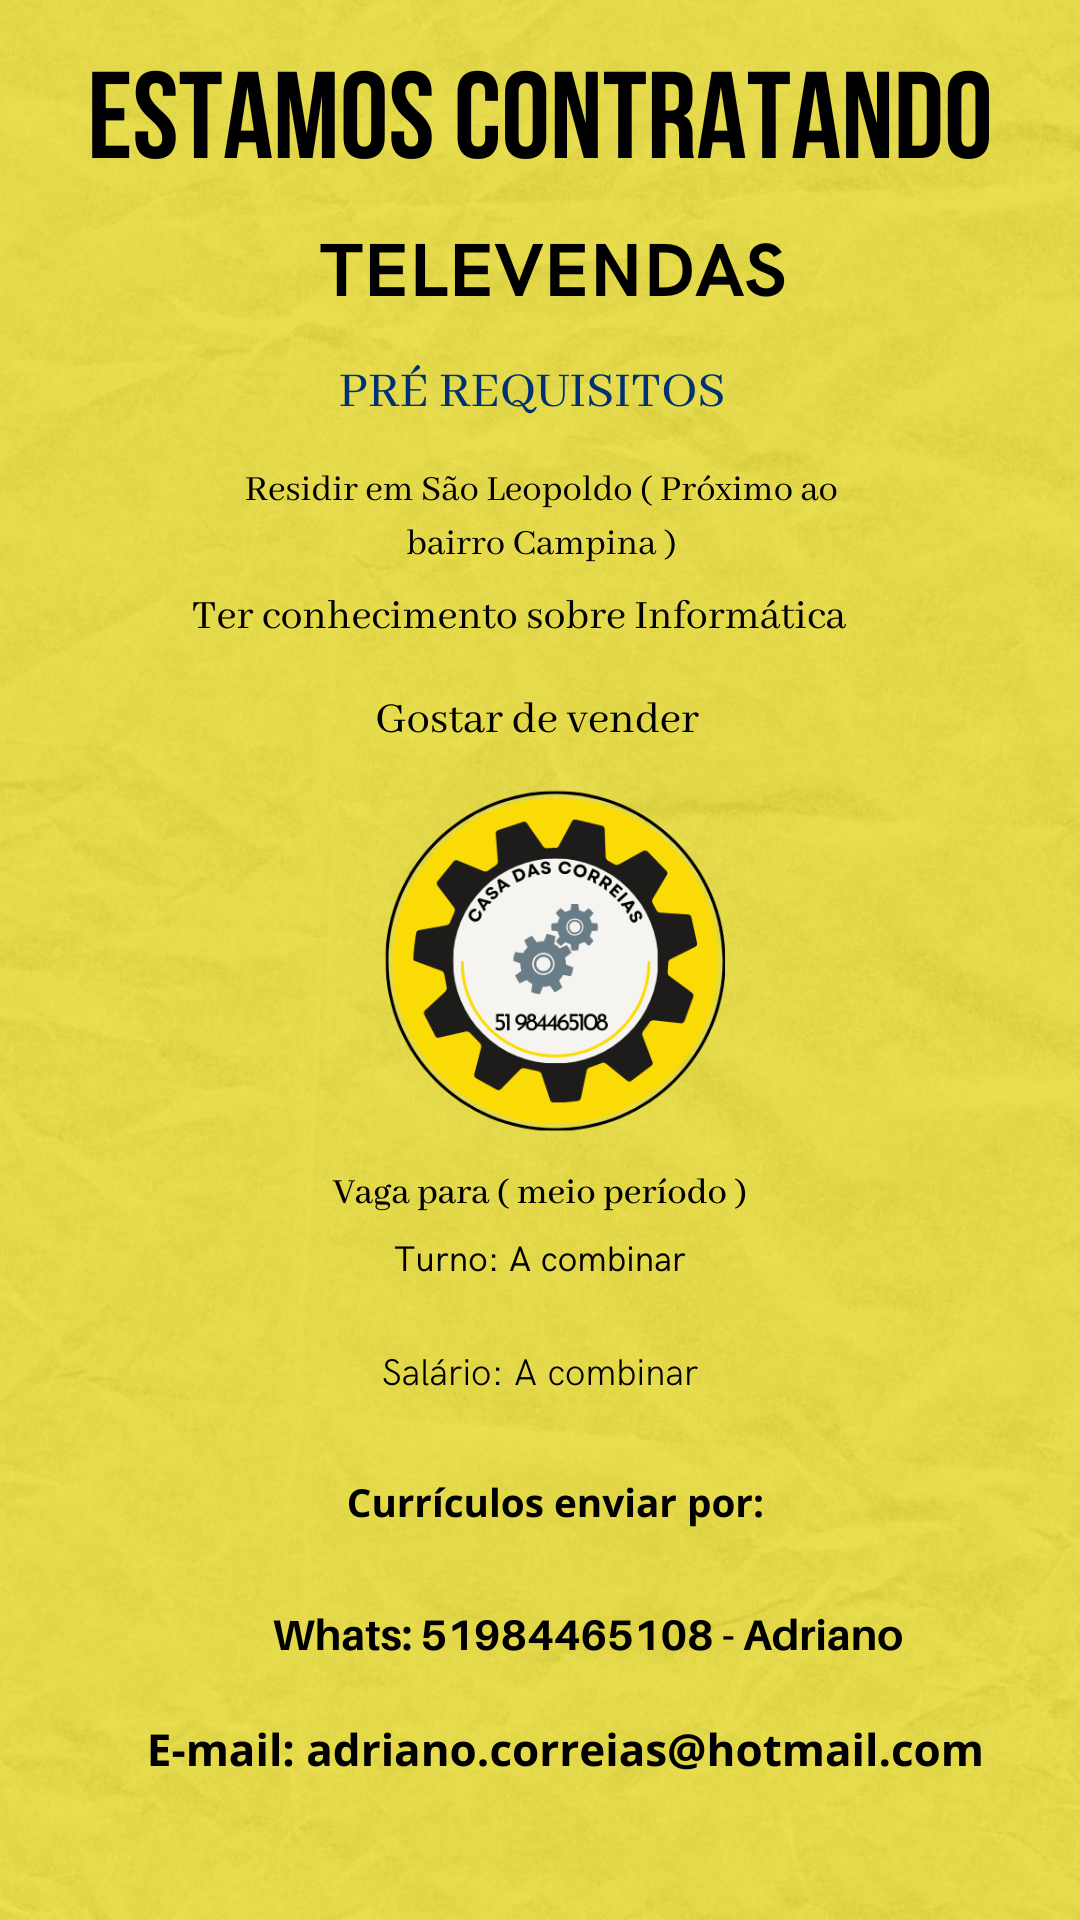 ESTAMOS CONTRATANDO
TELEVENDAS
PRÉ REQUISITOS
Residir em São Leopoldo ( Próximo ao
bairro Campina )
Ter conhecimento sobre Informática
Gostar de vender
CASA DAS CORREIAS
51 984465108
Vaga para ( meio período )
Turno: A combinar
Salário: A combinar
Currículos enviar por:
Whats: 51984465108 - Adriano
E-mail: adriano.correias@hotmail.com